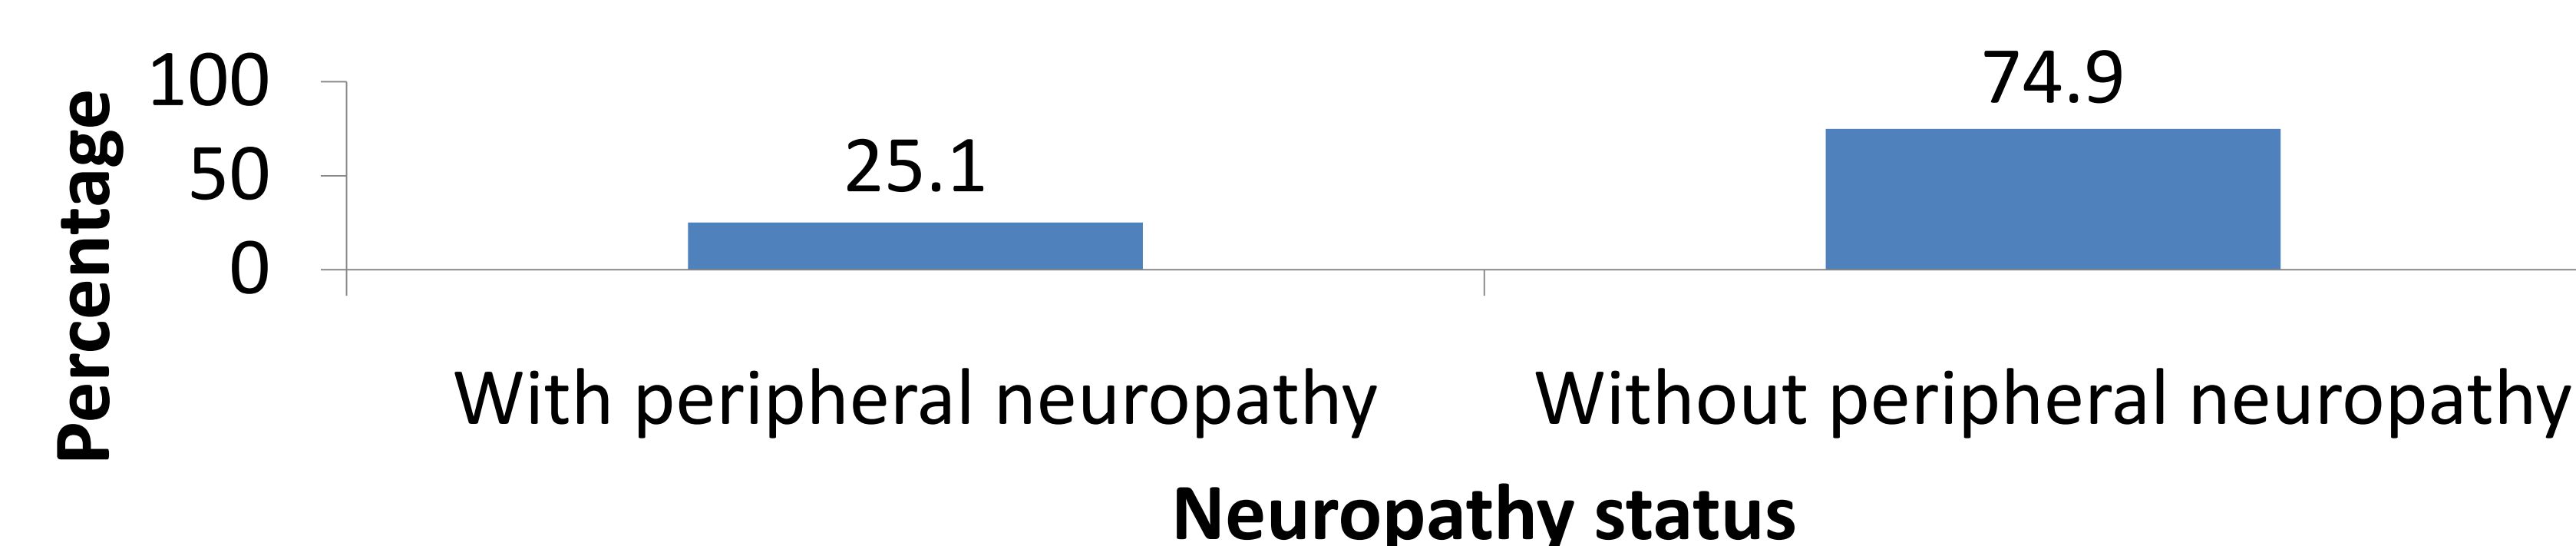 Percentage
100
50
0
25.1
74.9
With peripheral neuropathy
Without peripheral neuropathy
Neuropathy status